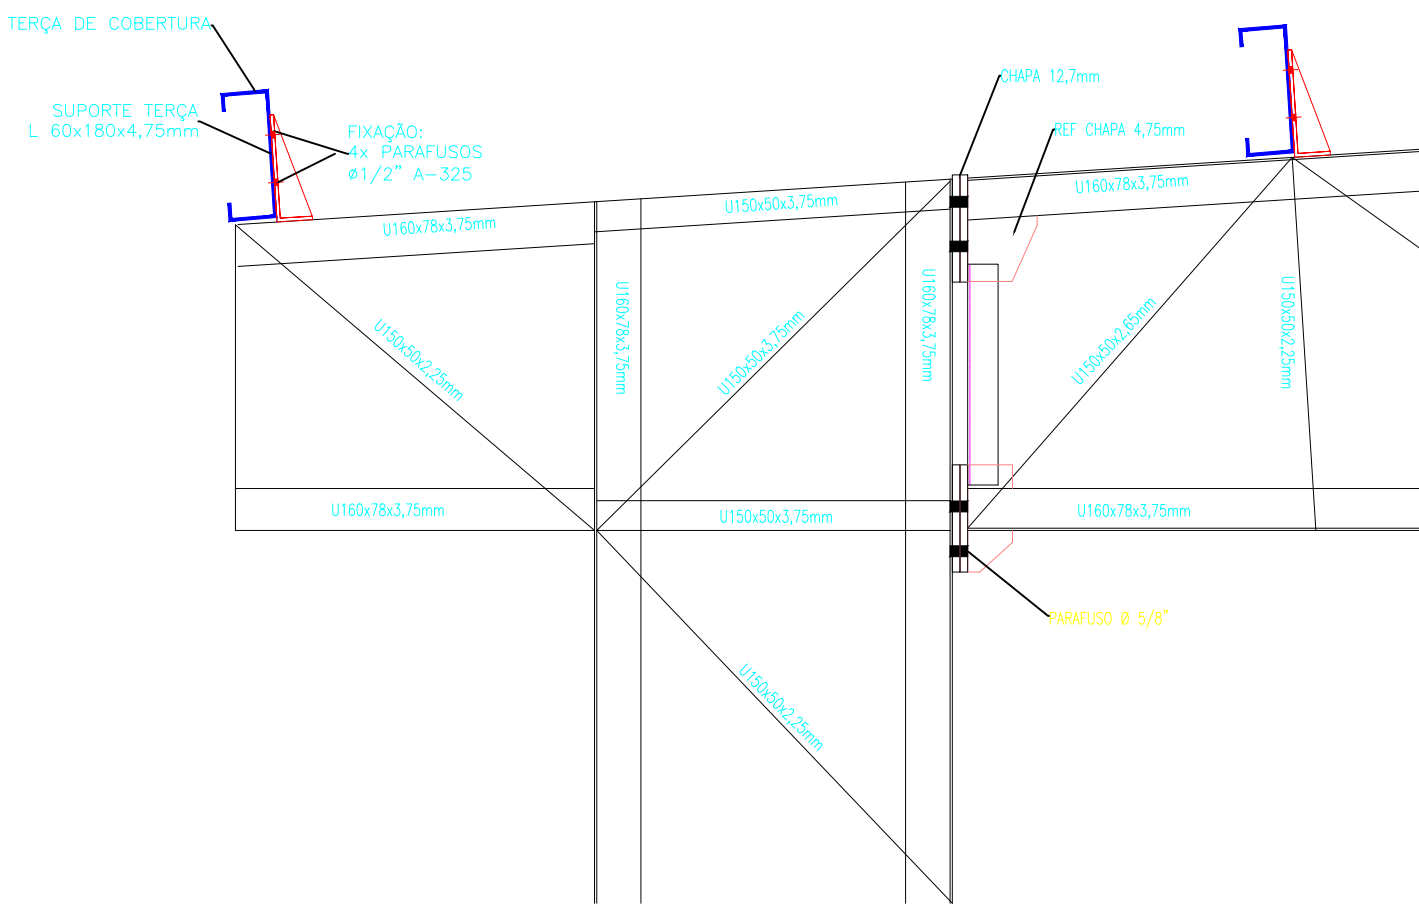 TERÇA DE COBERTURA
SUPORTE TERÇA
L 60x180x4,75mm
FIXAÇÃO:
4x PARAFUSOS
ø1/2" A-325
CHAPA 12,7mm
REF CHAPA 4,75mm
U160x78x3,75mm
U150x50x3,75mm
U160x78x3,75mm
U150x50x2,25mm
U160x78x3,75mm
U150x50x3,75mm
U160x78x3,75mm
U150x50x2,65mm
U150x50x2,25mm
U160x78x3,75mm
U150x50x3,75mm
U160x78x3,75mm
PARAFUSO Ø 5/8"
U150x50x2,25mm